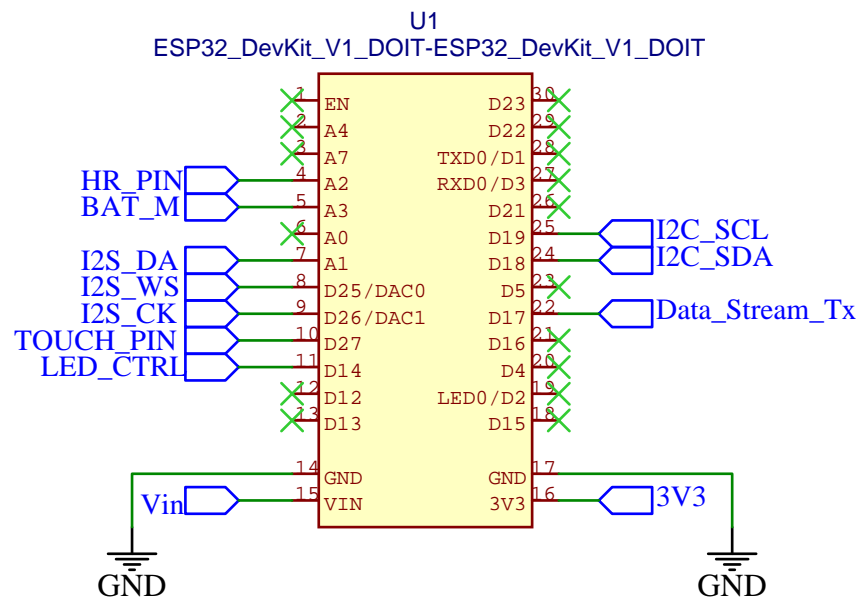 U1
ESP32_DevKit_V1_DOIT-ESP32_DevKit_V1_DOIT
1 EN D23 30
2 A4 D22 29
3 A7 TXD0/D1 28
HR_PIN 4 A2 RXD0/D3 27
BAT_M 5 A3 D21 26
6 A0 D19 25 I2C_SCL
I2S_DA 7 A1 D18 24 I2C_SDA
I2S_WS 8 D25/DAC0 D5 23
I2S_CK 9 D26/DAC1 D17 22 Data_Stream_Tx
TOUCH_PIN 10 D27 D16 21
LED_CTRL 11 D14 D4 20
12 D12 LED0/D2 19
13 D13 D15 18
14 GND GND 17
Vin 15 VIN 3V3 16 3V3
GND GND